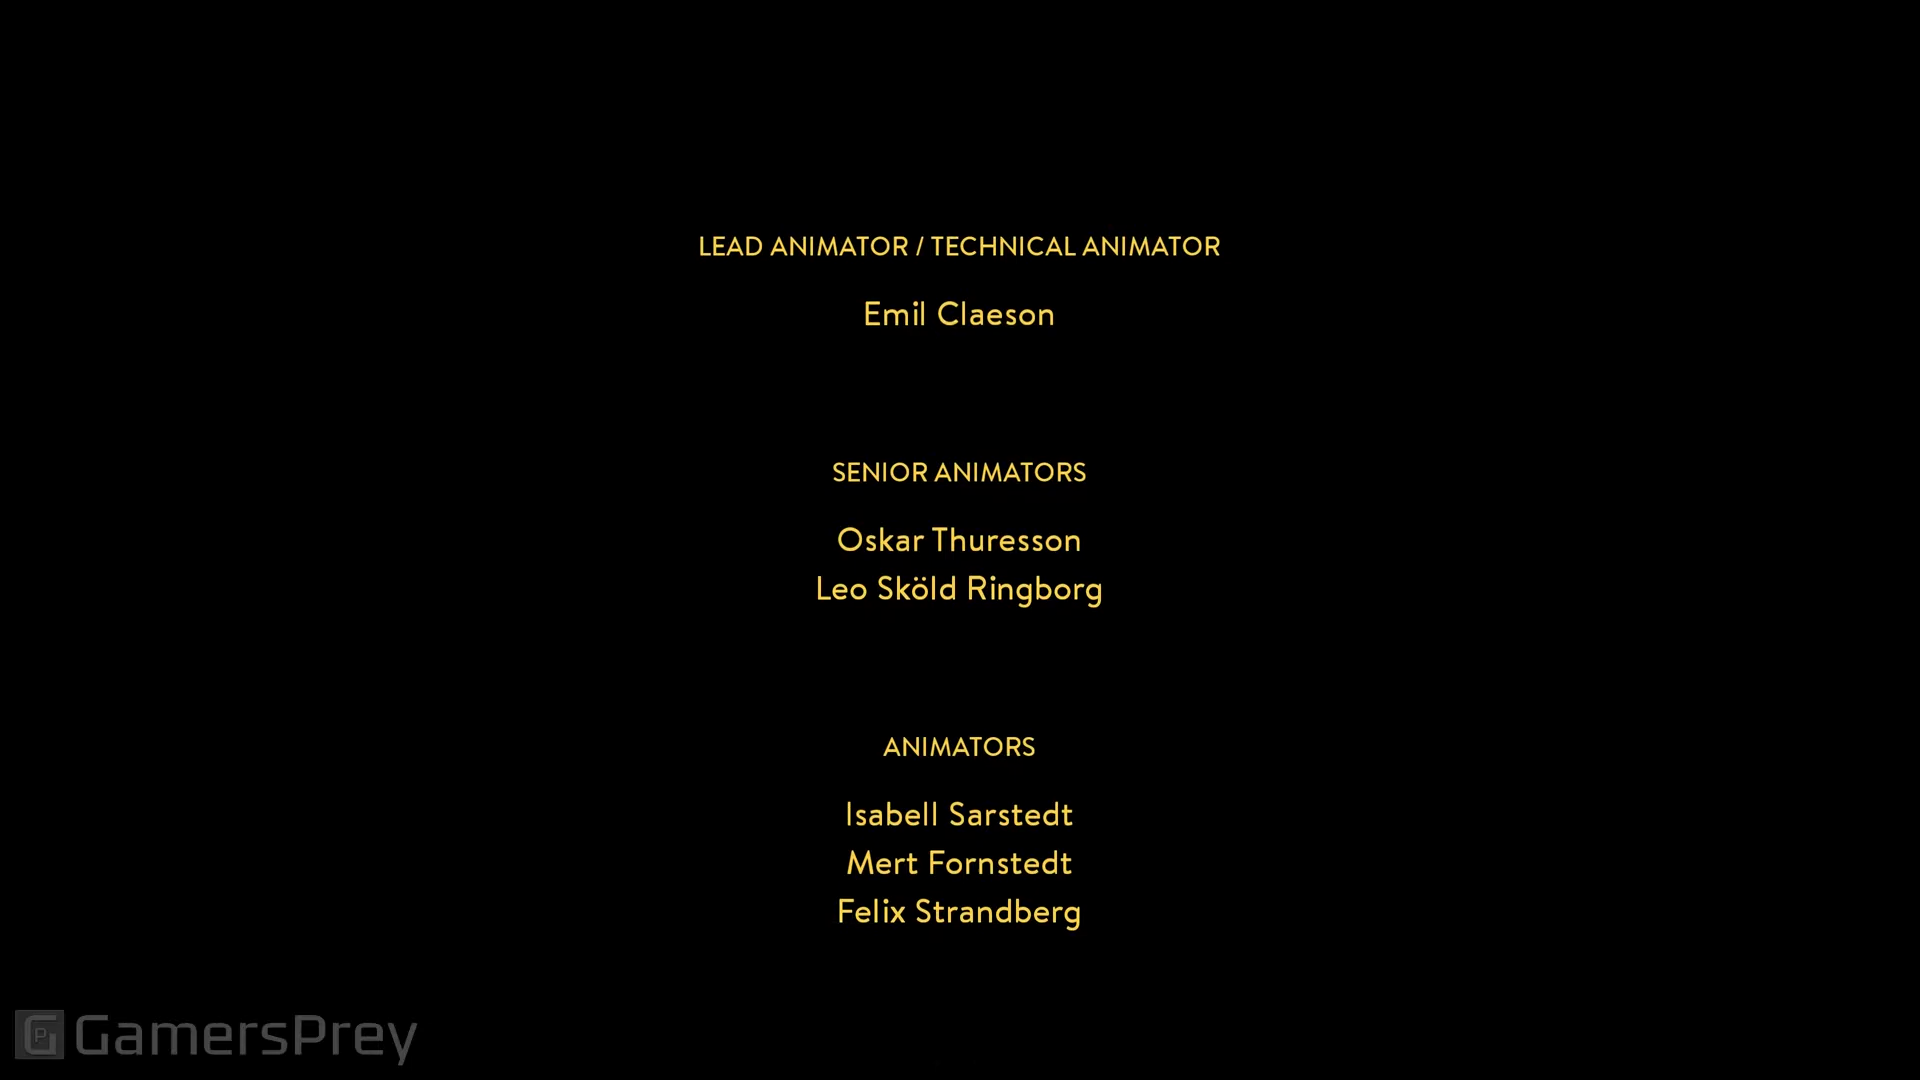 LEAD ANIMATOR / TECHNICAL ANIMATOR
Emil Claeson
SENIOR ANIMATORS
Oskar Thuresson
Leo Sköld Ringborg
ANIMATORS
Isabell Sarstedt
Mert Fornstedt
Felix Strandberg
GamersPrey